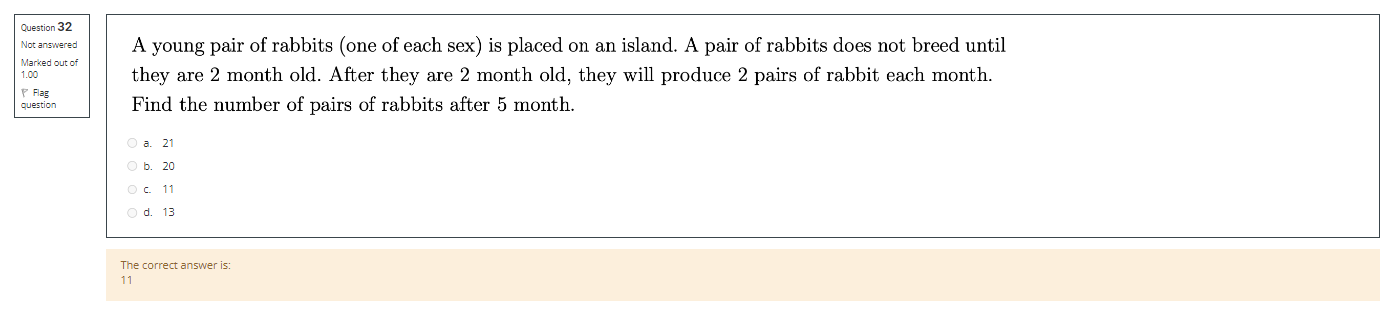 Question 32
Not answered
Marked out of
1.00
Flag
question
A young pair of rabbits (one of each sex) is placed on an island. A pair of rabbits does not breed until
they are 2 month old. After they are 2 month old, they will produce 2 pairs of rabbit each month.
Find the number of pairs of rabbits after 5 month.
a. 21
b. 20
c. 11
d. 13
The correct answer is:
11